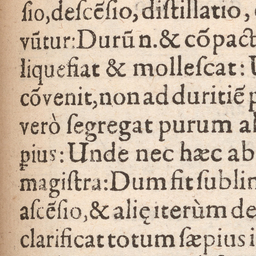 ſio,deſcẽſio, diſtillatio,
vũtur:Durũ n.& cõpact
liquefiat & molleſcat:U
cõvenit,non ad duritiẽ p
verò ſegregat purum ab
pius:Unde nec hæc ab
magiſtra:Dum fit ſublim
aſcẽſio,& alię iterùm de
clarificat totum ſæpius i